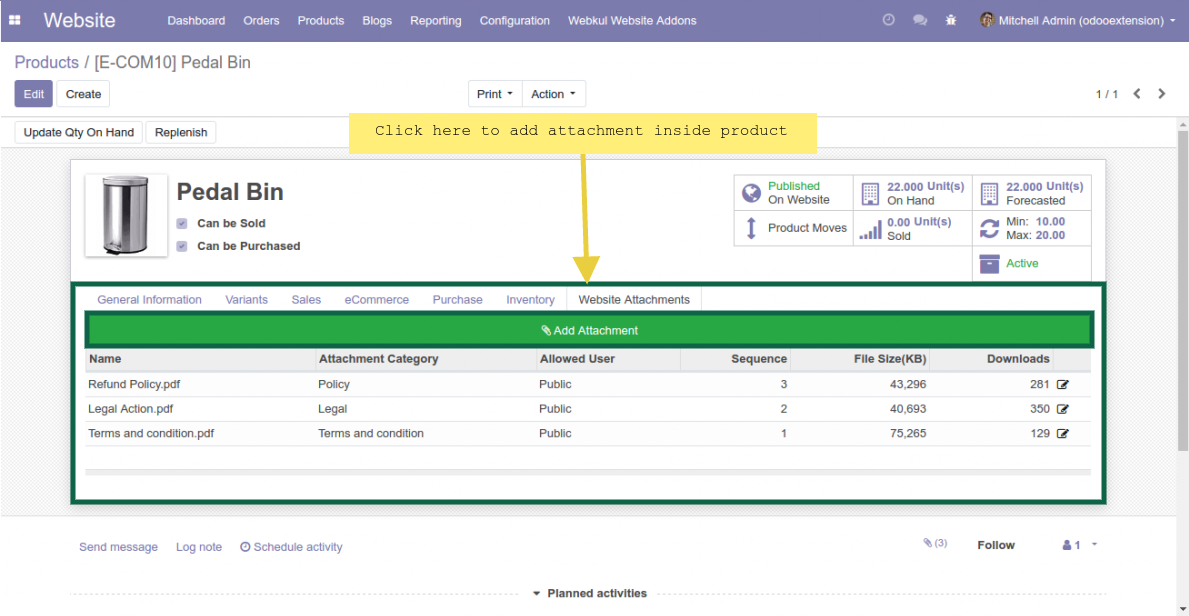 Website Dashboard Orders Products Blogs Reporting Configuration Webkul Website Addons Mitchell Admin (odooextension)
Products / [E-COM10] Pedal Bin
Edit Create Print Action 1 / 1
Update Qty On Hand Replenish
Click here to add attachment inside product
Pedal Bin
Can be Sold
Can be Purchased
Published
On Website
22.000 Unit(s)
On Hand
22.000 Unit(s)
Forecasted
Product Moves
0.00 Unit(s)
Sold
Min: 10.00
Max: 20.00
Active
General Information Variants Sales eCommerce Purchase Inventory Website Attachments
Add Attachment
Name Attachment Category Allowed User Sequence File Size(KB) Downloads
Refund Policy.pdf Policy Public 3 43,296 281
Legal Action.pdf Legal Public 2 40,693 350
Terms and condition.pdf Terms and condition Public 1 75,265 129
Send message Log note Schedule activity (3) Follow 1
Planned activities